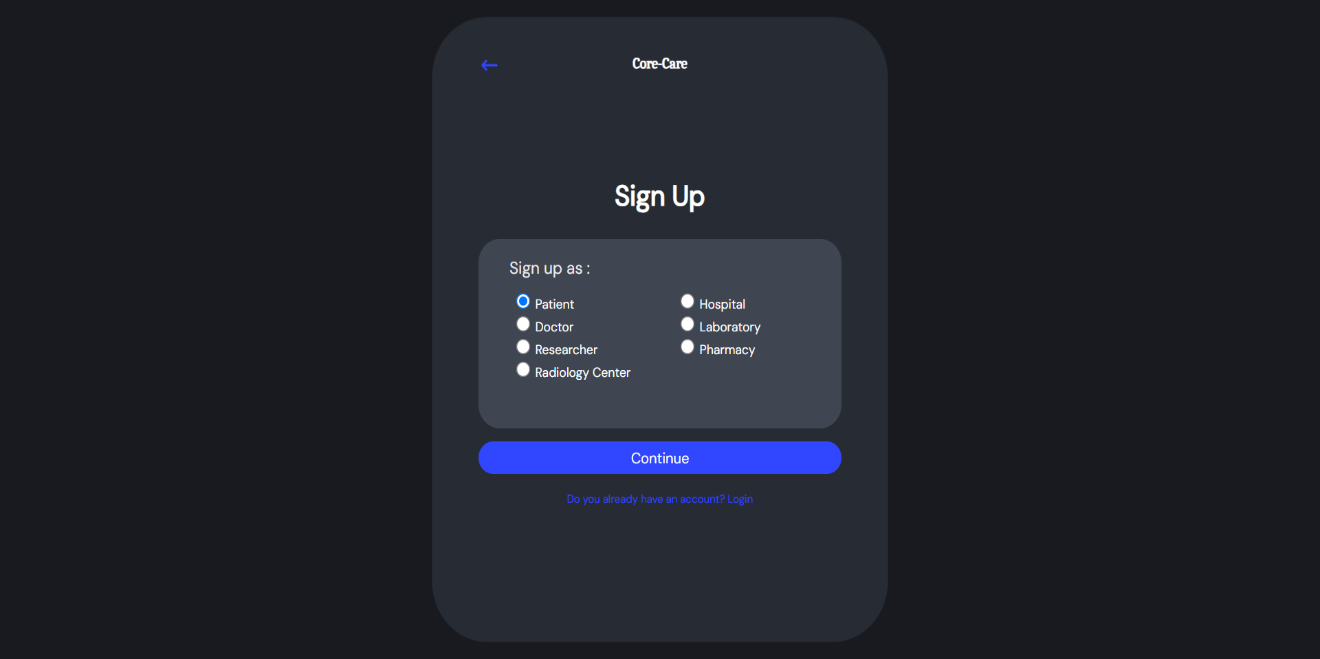 Core-Care
Sign Up
Sign up as :
Patient
Hospital
Doctor
Laboratory
Researcher
Pharmacy
Radiology Center
Continue
Do you already have an account? Login